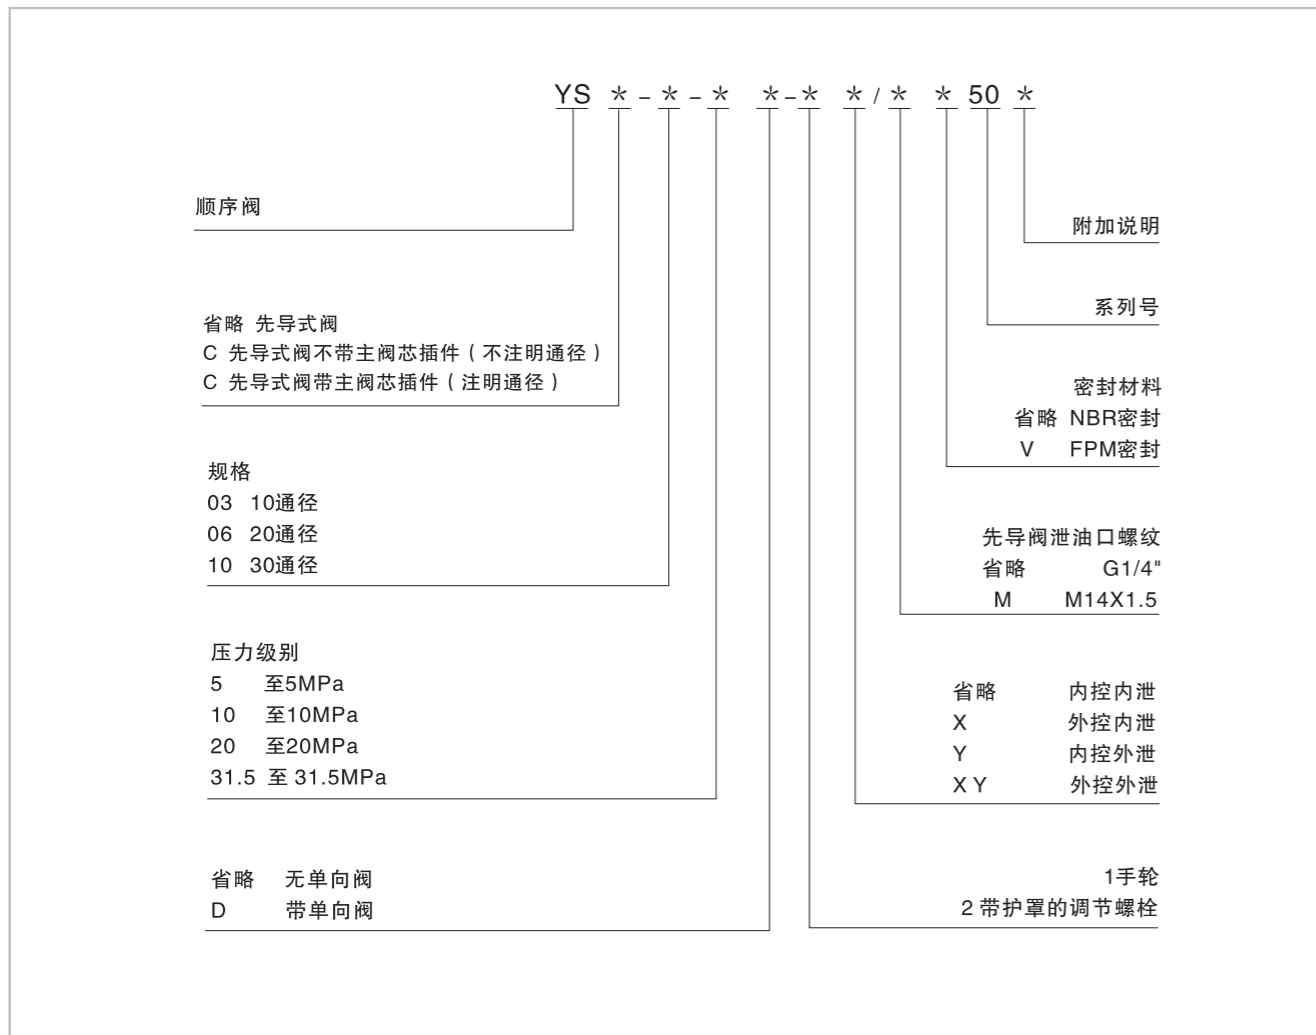 YS * - * - * * - * * / * * 50 *
顺序阀
省略 先导式阀
C 先导式阀不带主阀芯插件（不注明通径）
C 先导式阀带主阀芯插件（注明通径）
规格
03 10通径
06 20通径
10 30通径
压力级别
5 至5MPa
10 至10MPa
20 至20MPa
31.5 至 31.5MPa
省略 无单向阀
D 带单向阀
附加说明
系列号
密封材料
省略 NBR密封
V FPM密封
先导阀泄油口螺纹
省略 G1/4"
M M14X1.5
省略 内控内泄
X 外控内泄
Y 内控外泄
X Y 外控外泄
1手轮
2 带护罩的调节螺栓